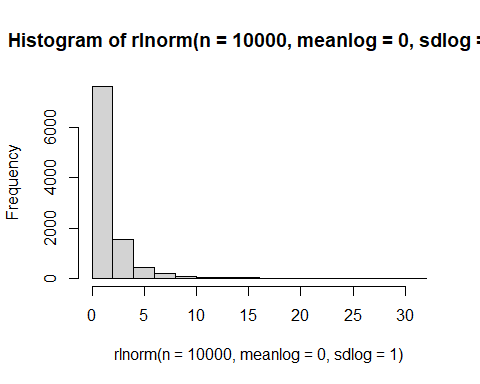 Histogram of rlnorm(n = 10000, meanlog = 0, sdlog =
Frequency
6000
4000
2000
0
0 5 10 15 20 25 30
rlnorm(n = 10000, meanlog = 0, sdlog = 1)